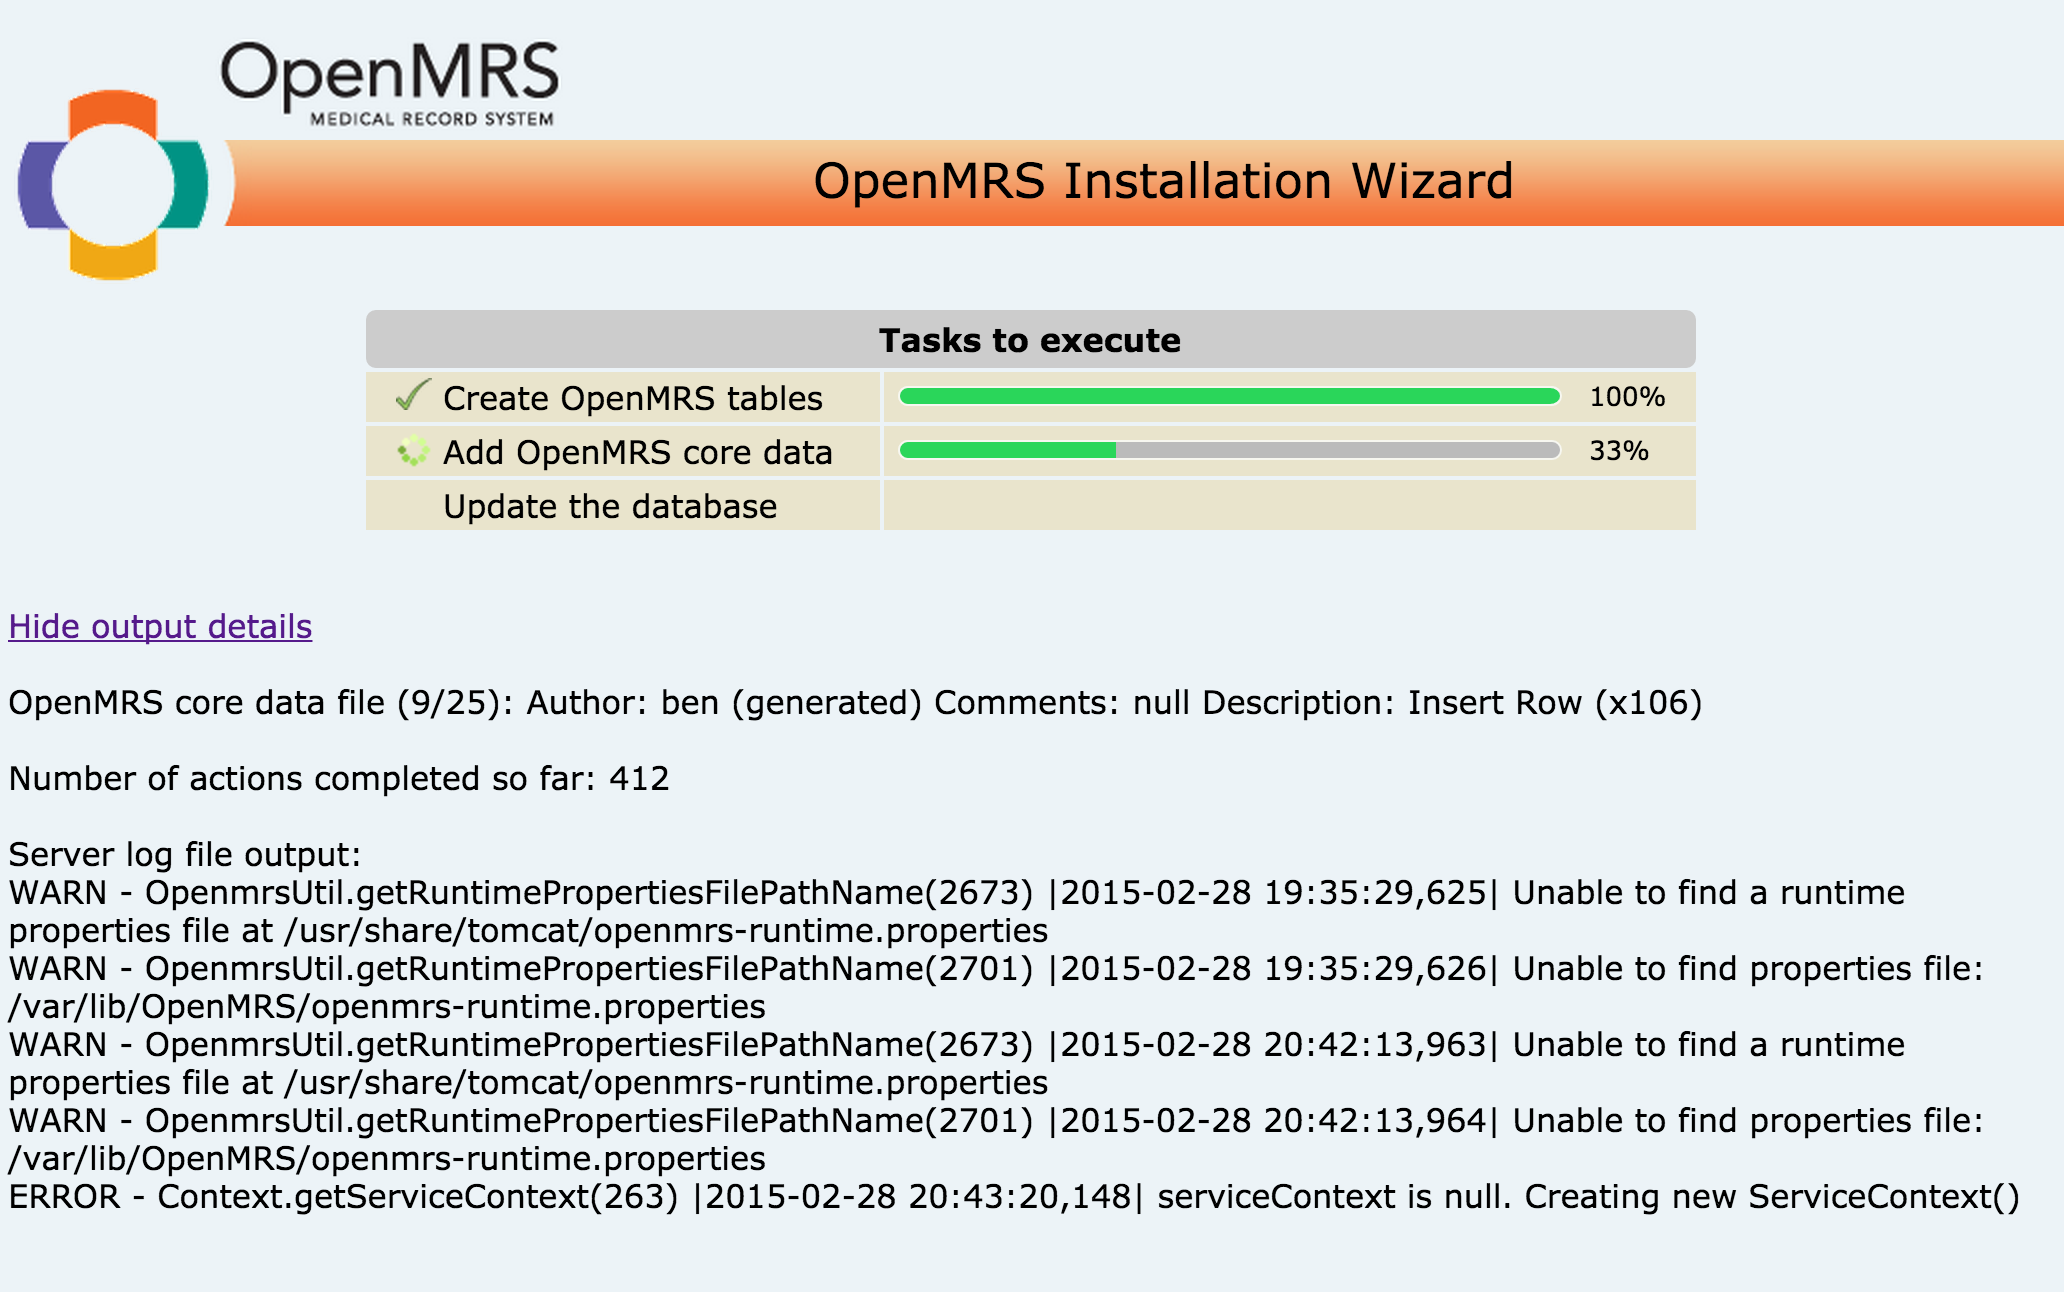 OpenMRS
MEDICAL RECORD SYSTEM
OpenMRS Installation Wizard
Tasks to execute
Create OpenMRS tables 100%
Add OpenMRS core data 33%
Update the database
Hide output details
OpenMRS core data file (9/25): Author: ben (generated) Comments: null Description: Insert Row (x106)
Number of actions completed so far: 412
Server log file output:
WARN - OpenmrsUtil.getRuntimePropertiesFilePathName(2673) |2015-02-28 19:35:29,625| Unable to find a runtime
properties file at /usr/share/tomcat/openmrs-runtime.properties
WARN - OpenmrsUtil.getRuntimePropertiesFilePathName(2701) |2015-02-28 19:35:29,626| Unable to find properties file:
/var/lib/OpenMRS/openmrs-runtime.properties
WARN - OpenmrsUtil.getRuntimePropertiesFilePathName(2673) |2015-02-28 20:42:13,963| Unable to find a runtime
properties file at /usr/share/tomcat/openmrs-runtime.properties
WARN - OpenmrsUtil.getRuntimePropertiesFilePathName(2701) |2015-02-28 20:42:13,964| Unable to find properties file:
/var/lib/OpenMRS/openmrs-runtime.properties
ERROR - Context.getServiceContext(263) |2015-02-28 20:43:20,148| serviceContext is null. Creating new ServiceContext()